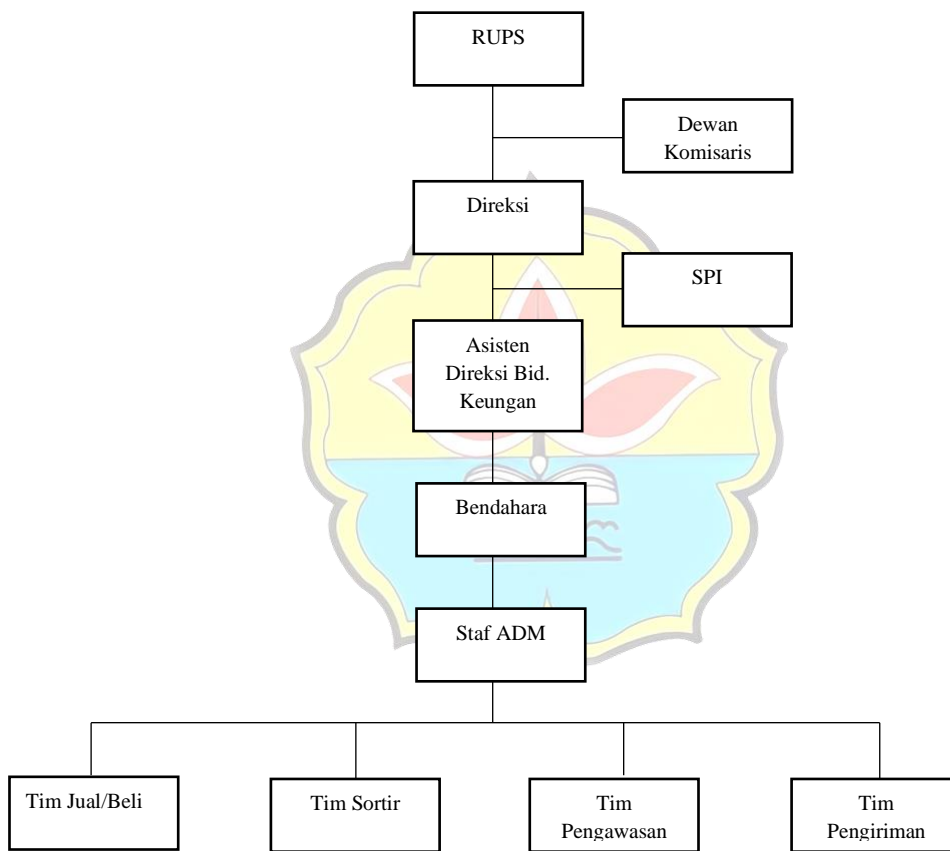 RUPS
Dewan
Komisaris
Direksi
SPI
Asisten
Direksi Bid.
Keungan
Bendahara
Staf ADM
Tim Jual/Beli
Tim Sortir
Tim
Pengawasan
Tim
Pengiriman